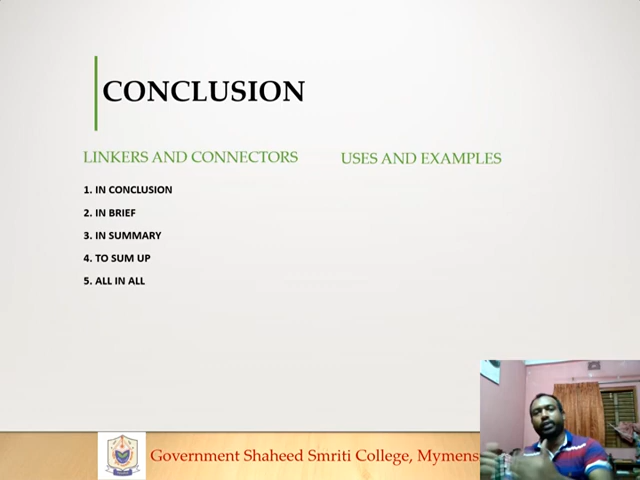 CONCLUSION
LINKERS AND CONNECTORS
USES AND EXAMPLES
1. IN CONCLUSION
2. IN BRIEF
3. IN SUMMARY
4. TO SUM UP
5. ALL IN ALL
Government Shaheed Smriti College, Mymens